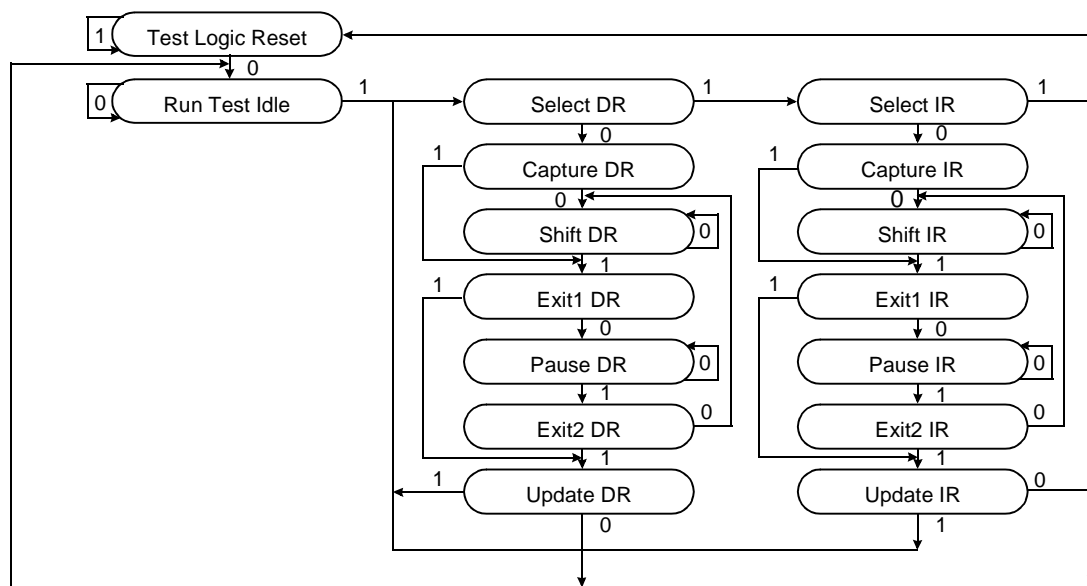 1 Test Logic Reset
0
0 Run Test Idle 1 Select DR 1 Select IR 1
0 0
1 Capture DR 1 Capture IR
0 0
Shift DR 0 Shift IR 0
1 1
1 Exit1 DR 1 Exit1 IR
0 0
Pause DR 0 Pause IR 0
1 1
Exit2 DR 0 Exit2 IR 0
1 1
1 Update DR Update IR 0
0 1